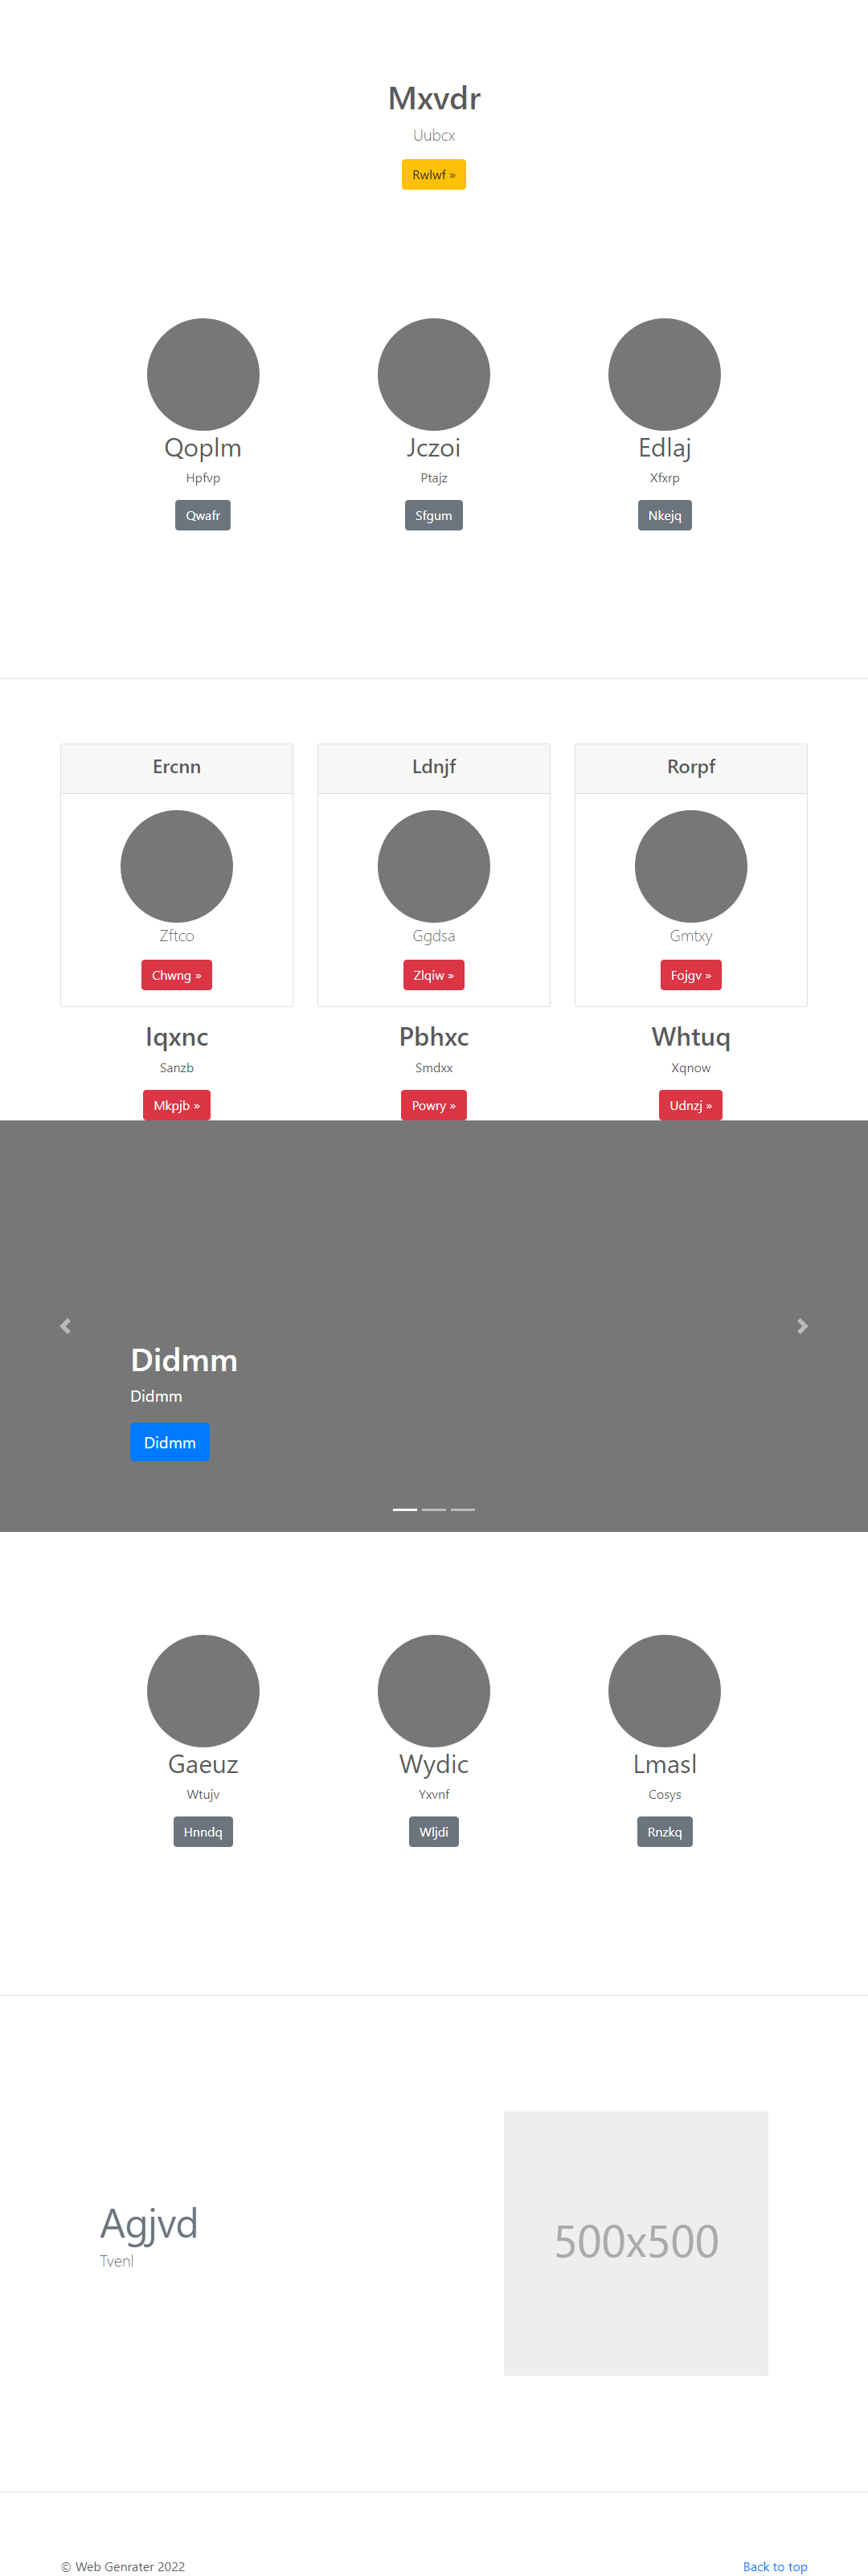 Mxvdr
Uubcx
Rwlwf »
Qoplm
Hpfvp
Qwafr
Jczoi
Ptajz
Sfgum
Edlaj
Xfxrp
Nkejq
Ercnn
Zftco
Chwng »
Ldnjf
Ggdsa
Zlqiw »
Rorpf
Gmtxy
Fojgv »
Iqxnc
Sanzb
Mkpjb »
Pbhxc
Smdxx
Powry »
Whtuq
Xqnow
Udnzj »
Didmm
Didmm
Didmm
Gaeuz
Wtujv
Hnndq
Wydic
Yxvnf
Wljdi
Lmasl
Cosys
Rnzkq
Agjvd
Tvenl
500x500
© Web Genrater 2022
Back to top